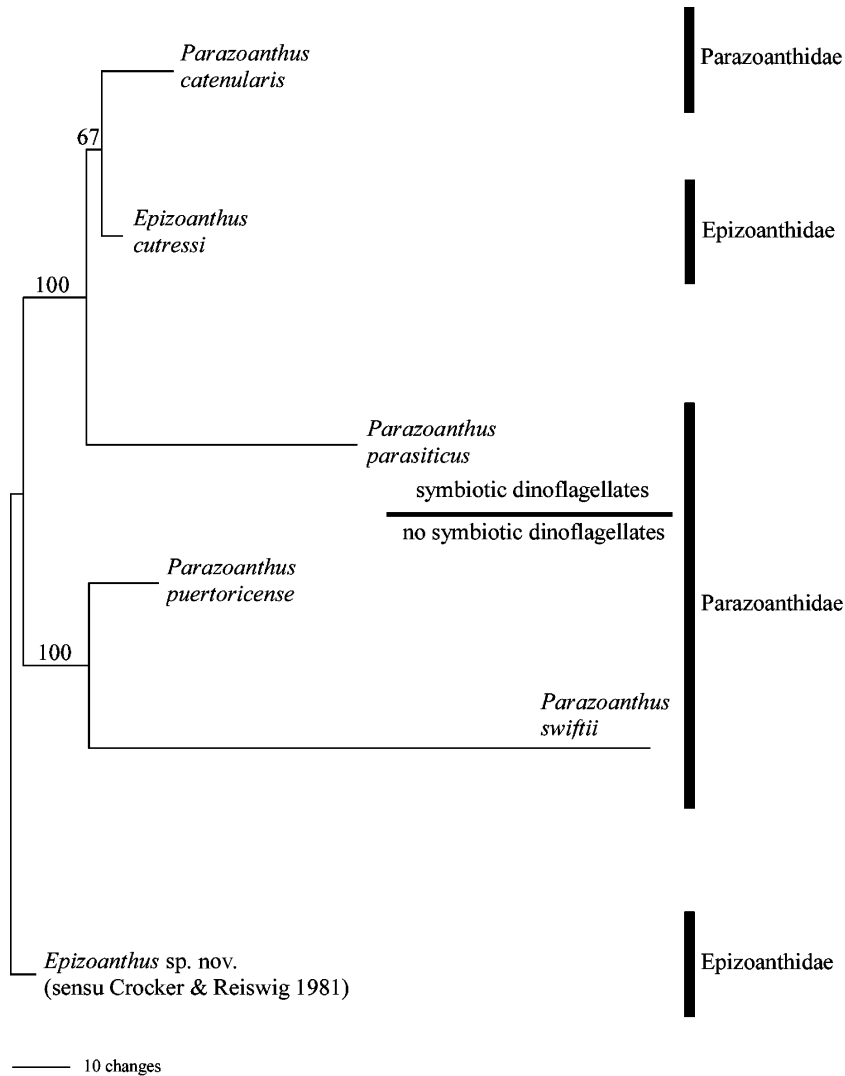 Parazoanthus
catenularis
Parazoanthidae
67
Epizoanthus
cutressi
Epizoanthidae
100
Parazoanthus
parasiticus
symbiotic dinoflagellates
no symbiotic dinoflagellates
Parazoanthus
puertoricense
Parazoanthidae
100
Parazoanthus
swiftii
Epizoanthus sp. nov.
(sensu Crocker & Reiswig 1981)
Epizoanthidae
10 changes